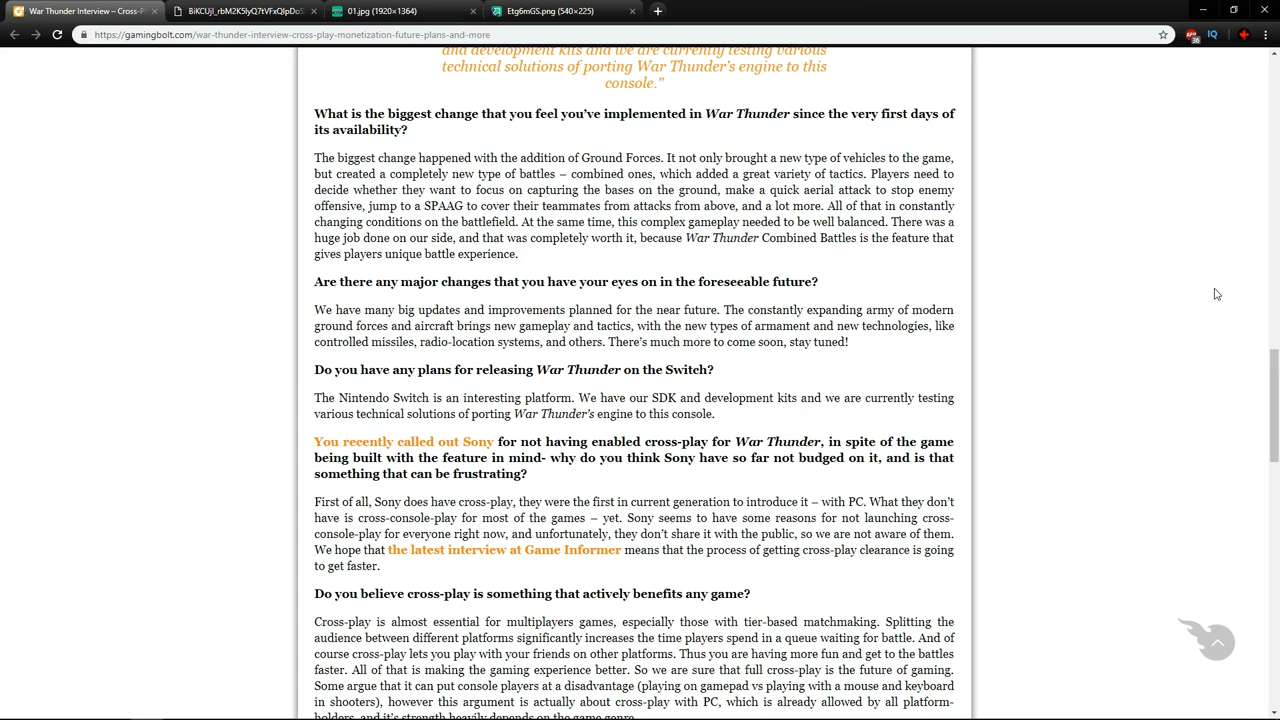 War Thunder Interview – Cross-P
BiKCUjl_rbM2K5lyQ7tVFxQlpDoS
01.jpg (1920×1364)
Etg6mGS.png (540×225)
https://gamingbolt.com/war-thunder-interview-cross-play-monetization-future-plans-and-more
and development kits and we are currently testing various
technical solutions of porting War Thunder's engine to this
console."
What is the biggest change that you feel you've implemented in War Thunder since the very first days of
its availability?
The biggest change happened with the addition of Ground Forces. It not only brought a new type of vehicles to the game,
but created a completely new type of battles – combined ones, which added a great variety of tactics. Players need to
decide whether they want to focus on capturing the bases on the ground, make a quick aerial attack to stop enemy
offensive, jump to a SPAAG to cover their teammates from attacks from above, and a lot more. All of that in constantly
changing conditions on the battlefield. At the same time, this complex gameplay needed to be well balanced. There was a
huge job done on our side, and that was completely worth it, because War Thunder Combined Battles is the feature that
gives players unique battle experience.
Are there any major changes that you have your eyes on in the foreseeable future?
We have many big updates and improvements planned for the near future. The constantly expanding army of modern
ground forces and aircraft brings new gameplay and tactics, with the new types of armament and new technologies, like
controlled missiles, radio-location systems, and others. There's much more to come soon, stay tuned!
Do you have any plans for releasing War Thunder on the Switch?
The Nintendo Switch is an interesting platform. We have our SDK and development kits and we are currently testing
various technical solutions of porting War Thunder's engine to this console.
You recently called out Sony for not having enabled cross-play for War Thunder, in spite of the game
being built with the feature in mind- why do you think Sony have so far not budged on it, and is that
something that can be frustrating?
First of all, Sony does have cross-play, they were the first in current generation to introduce it – with PC. What they don't
have is cross-console-play for most of the games – yet. Sony seems to have some reasons for not launching cross-
console-play for everyone right now, and unfortunately, they don't share it with the public, so we are not aware of them.
We hope that the latest interview at Game Informer means that the process of getting cross-play clearance is going
to get faster.
Do you believe cross-play is something that actively benefits any game?
Cross-play is almost essential for multiplayers games, especially those with tier-based matchmaking. Splitting the
audience between different platforms significantly increases the time players spend in a queue waiting for battle. And of
course cross-play lets you play with your friends on other platforms. Thus you are having more fun and get to the battles
faster. All of that is making the gaming experience better. So we are sure that full cross-play is the future of gaming.
Some argue that it can put console players at a disadvantage (playing on gamepad vs playing with a mouse and keyboard
in shooters), however this argument is actually about cross-play with PC, which is already allowed by all platform-
holders, and it's strength heavily depends on the game genre.